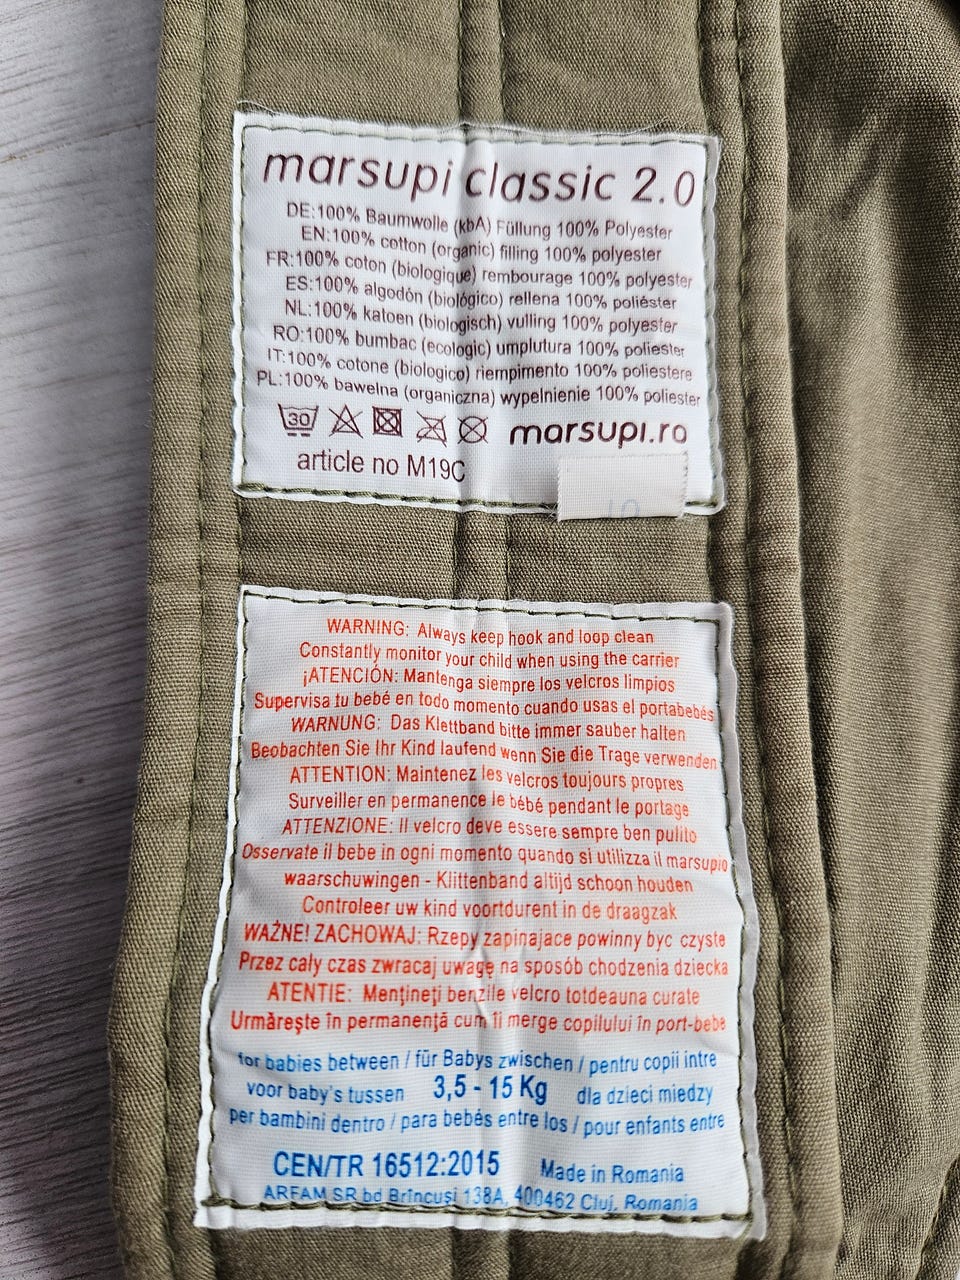 marsupi classic 2.0
DE:100% Baumwolle (kbA) Füllung 100% Polyester
EN:100% cotton (organic) filling 100% polyester
FR:100% coton (biologique) rembourage 100% polyester
ES:100% algodón (biológico) rellena 100% poliéster
NL:100% katoen (biologisch) vulling 100% polyester
RO:100% bumbac (ecologic) umplutura 100% poliester
IT:100% cotone (biologico) riempimento 100% poliestere
PL:100% bawelna (organiczna) wypelnienie 100% poliester
30 marsupi.ro
article no M19C
WARNING: Always keep hook and loop clean
Constantly monitor your child when using the carrier
¡ATENCIÓN: Mantenga siempre los velcros limpios
Supervisa tu bebé en todo momento cuando usas el portabebés
WARNUNG: Das Klettband bitte immer sauber halten
Beobachten Sie Ihr Kind laufend wenn Sie die Trage verwenden
ATTENTION: Maintenez les velcros toujours propres
Surveiller en permanence le bébé pendant le portage
ATTENZIONE: Il velcro deve essere sempre ben pulito
Osservate il bebe in ogni momento quando si utilizza il marsupio
waarschuwingen - Klittenband altijd schoon houden
Controleer uw kind voortdurent in de draagzak
WAŻNE! ZACHOWAJ: Rzepy zapinajace powinny byc czyste
Przez cały czas zwracaj uwagę na sposób chodzenia dziecka
ATENTIE: Mențineți benzile velcro totdeauna curate
Urmărește în permanență cum îi merge copilului în port-bebe
for babies between / für Babys zwischen / pentru copii intre
voor baby's tussen 3,5 - 15 Kg dla dzieci miedzy
per bambini dentro / para bebés entre los / pour enfants entre
CEN/TR 16512:2015 Made in Romania
ARFAM SR bd Brîncuși 138A, 400462 Cluj, Romania